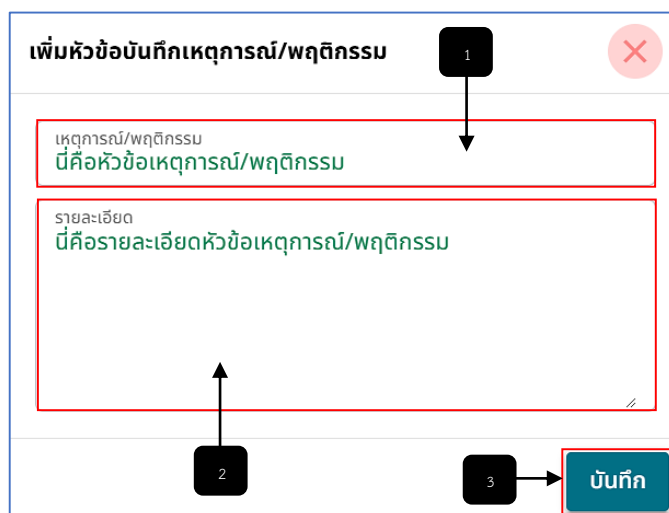 เพิ่มหัวข้อบันทึกเหตุการณ์/พฤติกรรม
1
เหตุการณ์/พฤติกรรม
นี่คือหัวข้อเหตุการณ์/พฤติกรรม
รายละเอียด
นี่คือรายละเอียดหัวข้อเหตุการณ์/พฤติกรรม
2
3
บันทึก